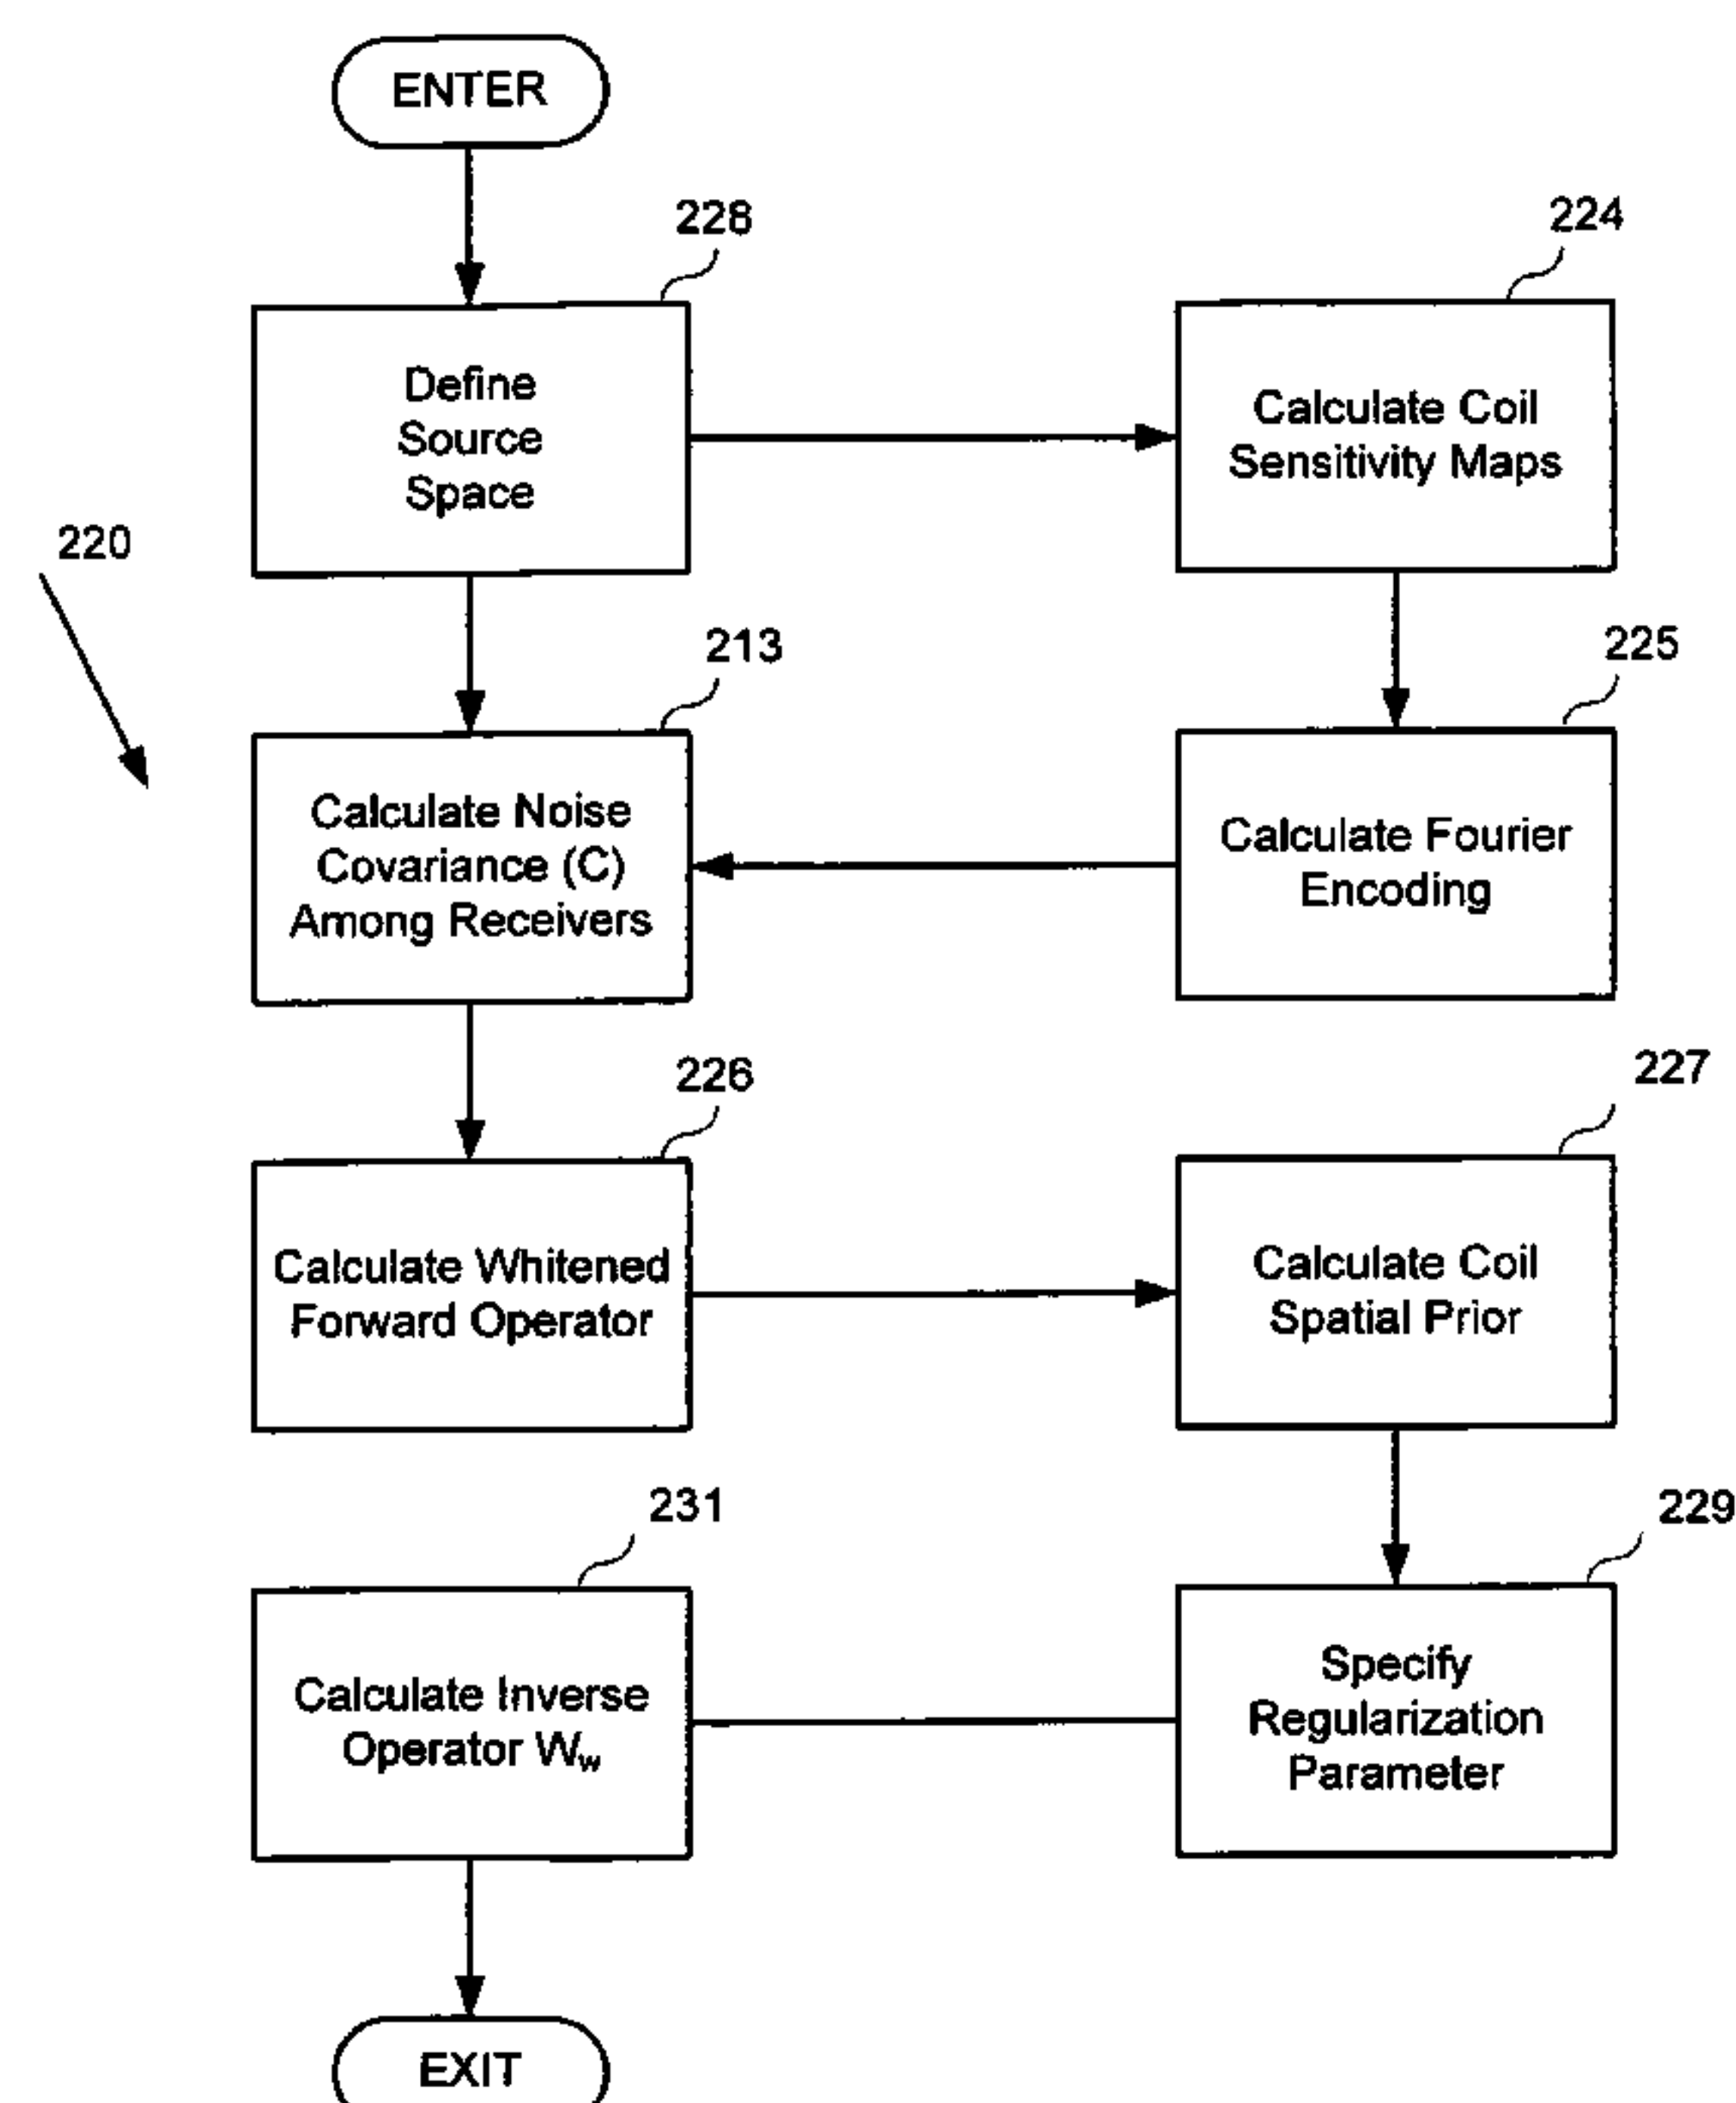 ENTER
228
Define
Source
Space
224
Calculate Coil
Sensitivity Maps
220
213
Calculate Noise
Covariance (C)
Among Receivers
225
Calculate Fourier
Encoding
226
Calculate Whitened
Forward Operator
227
Calculate Coil
Spatial Prior
231
Calculate Inverse
Operator Ww
229
Specify
Regularization
Parameter
EXIT